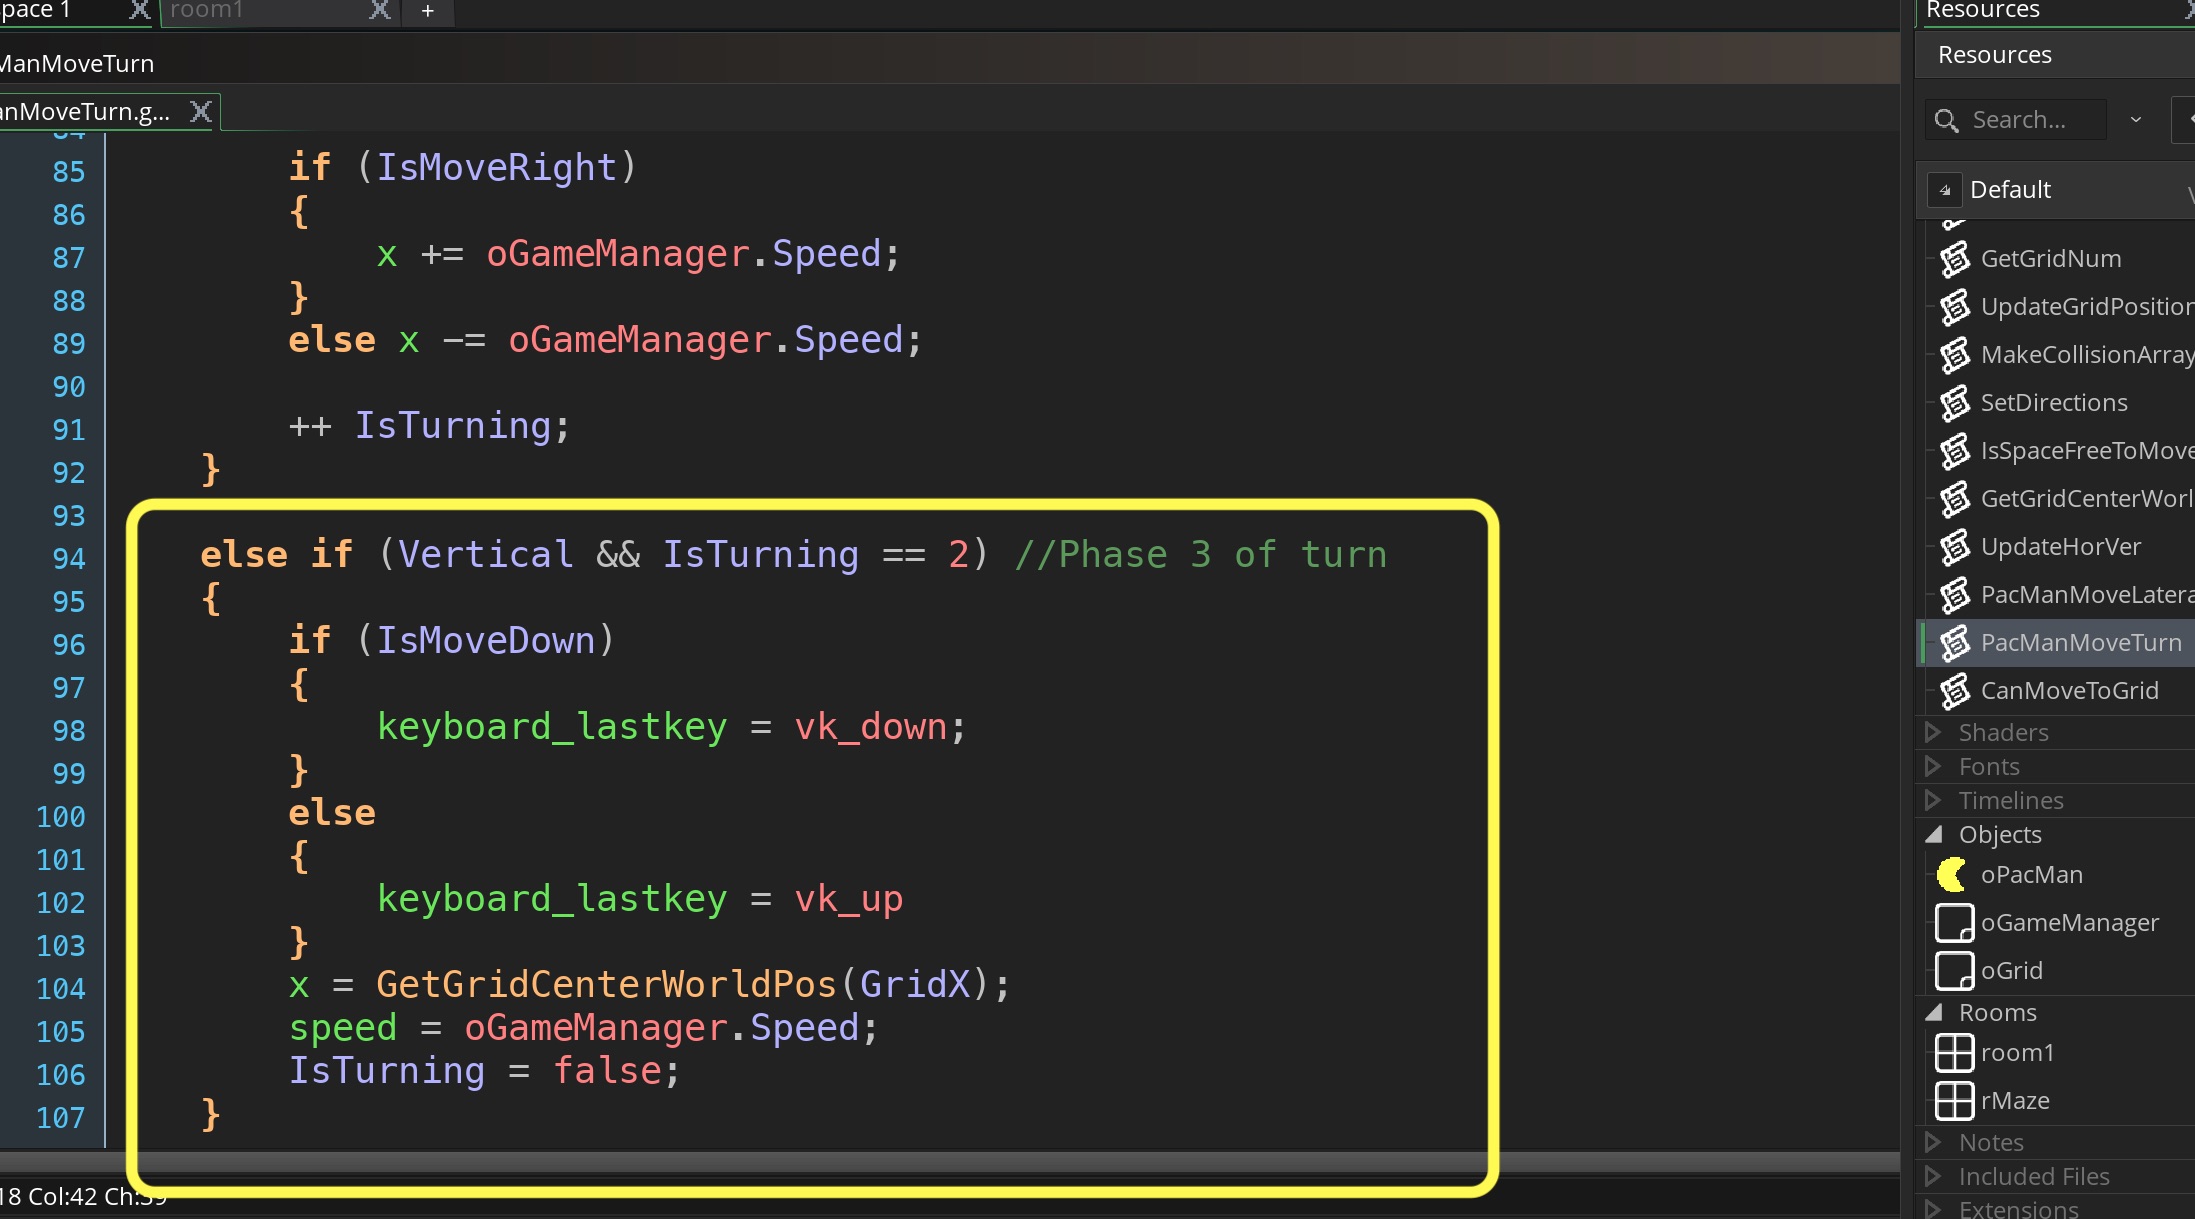 pace 1
room1
+
ManMoveTurn
anMoveTurn.g...
84
85 if (IsMoveRight)
86 {
87 x += oGameManager.Speed;
88 }
89 else x -= oGameManager.Speed;
90
91 ++ IsTurning;
92 }
93
94 else if (Vertical && IsTurning == 2) //Phase 3 of turn
95 {
96 if (IsMoveDown)
97 {
98 keyboard_lastkey = vk_down;
99 }
100 else
101 {
102 keyboard_lastkey = vk_up
103 }
104 x = GetGridCenterWorldPos(GridX);
105 speed = oGameManager.Speed;
106 IsTurning = false;
107 }
18 Col:42 Ch:39
Resources
Resources
Search...
Default
GetGridNum
UpdateGridPosition
MakeCollisionArray
SetDirections
IsSpaceFreeToMove
GetGridCenterWorl
UpdateHorVer
PacManMoveLatera
PacManMoveTurn
CanMoveToGrid
Shaders
Fonts
Timelines
Objects
oPacMan
oGameManager
oGrid
Rooms
room1
rMaze
Notes
Included Files
Extensions